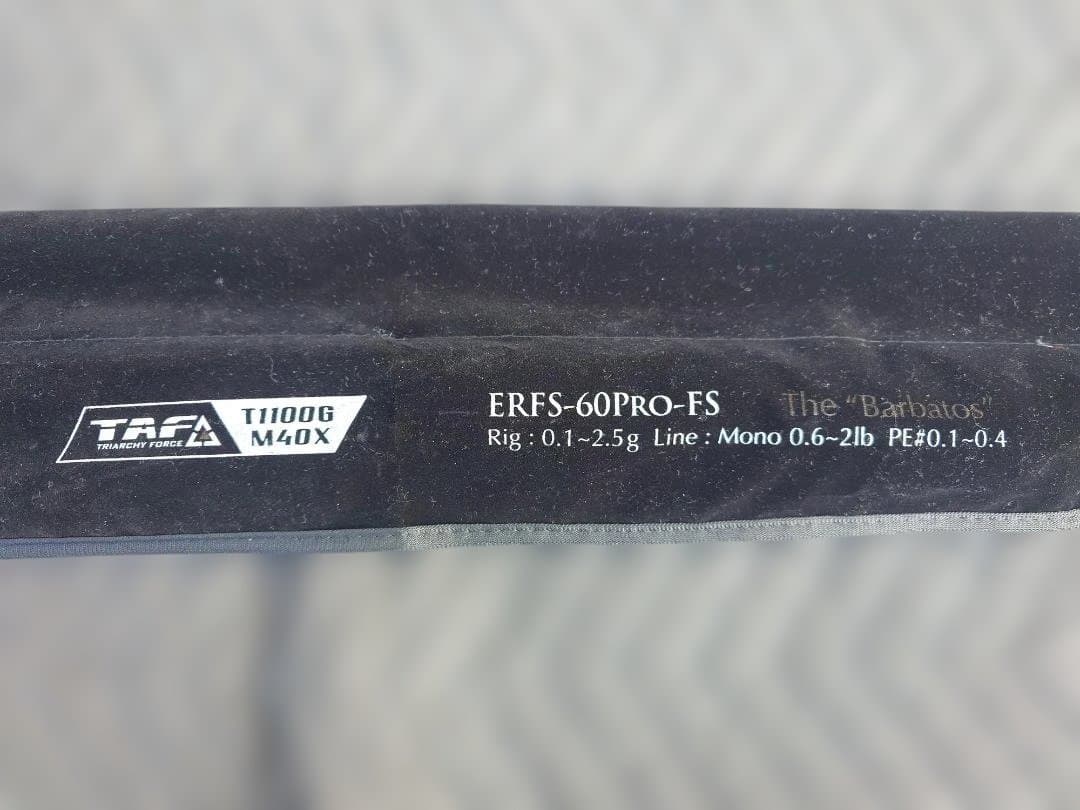 TAF
TRIARCHY FORCE
T1100G
M40X
ERFS-60PRO-FS The "Barbatos"
Rig : 0.1~2.5g Line : Mono 0.6~2lb PE#0.1~0.4